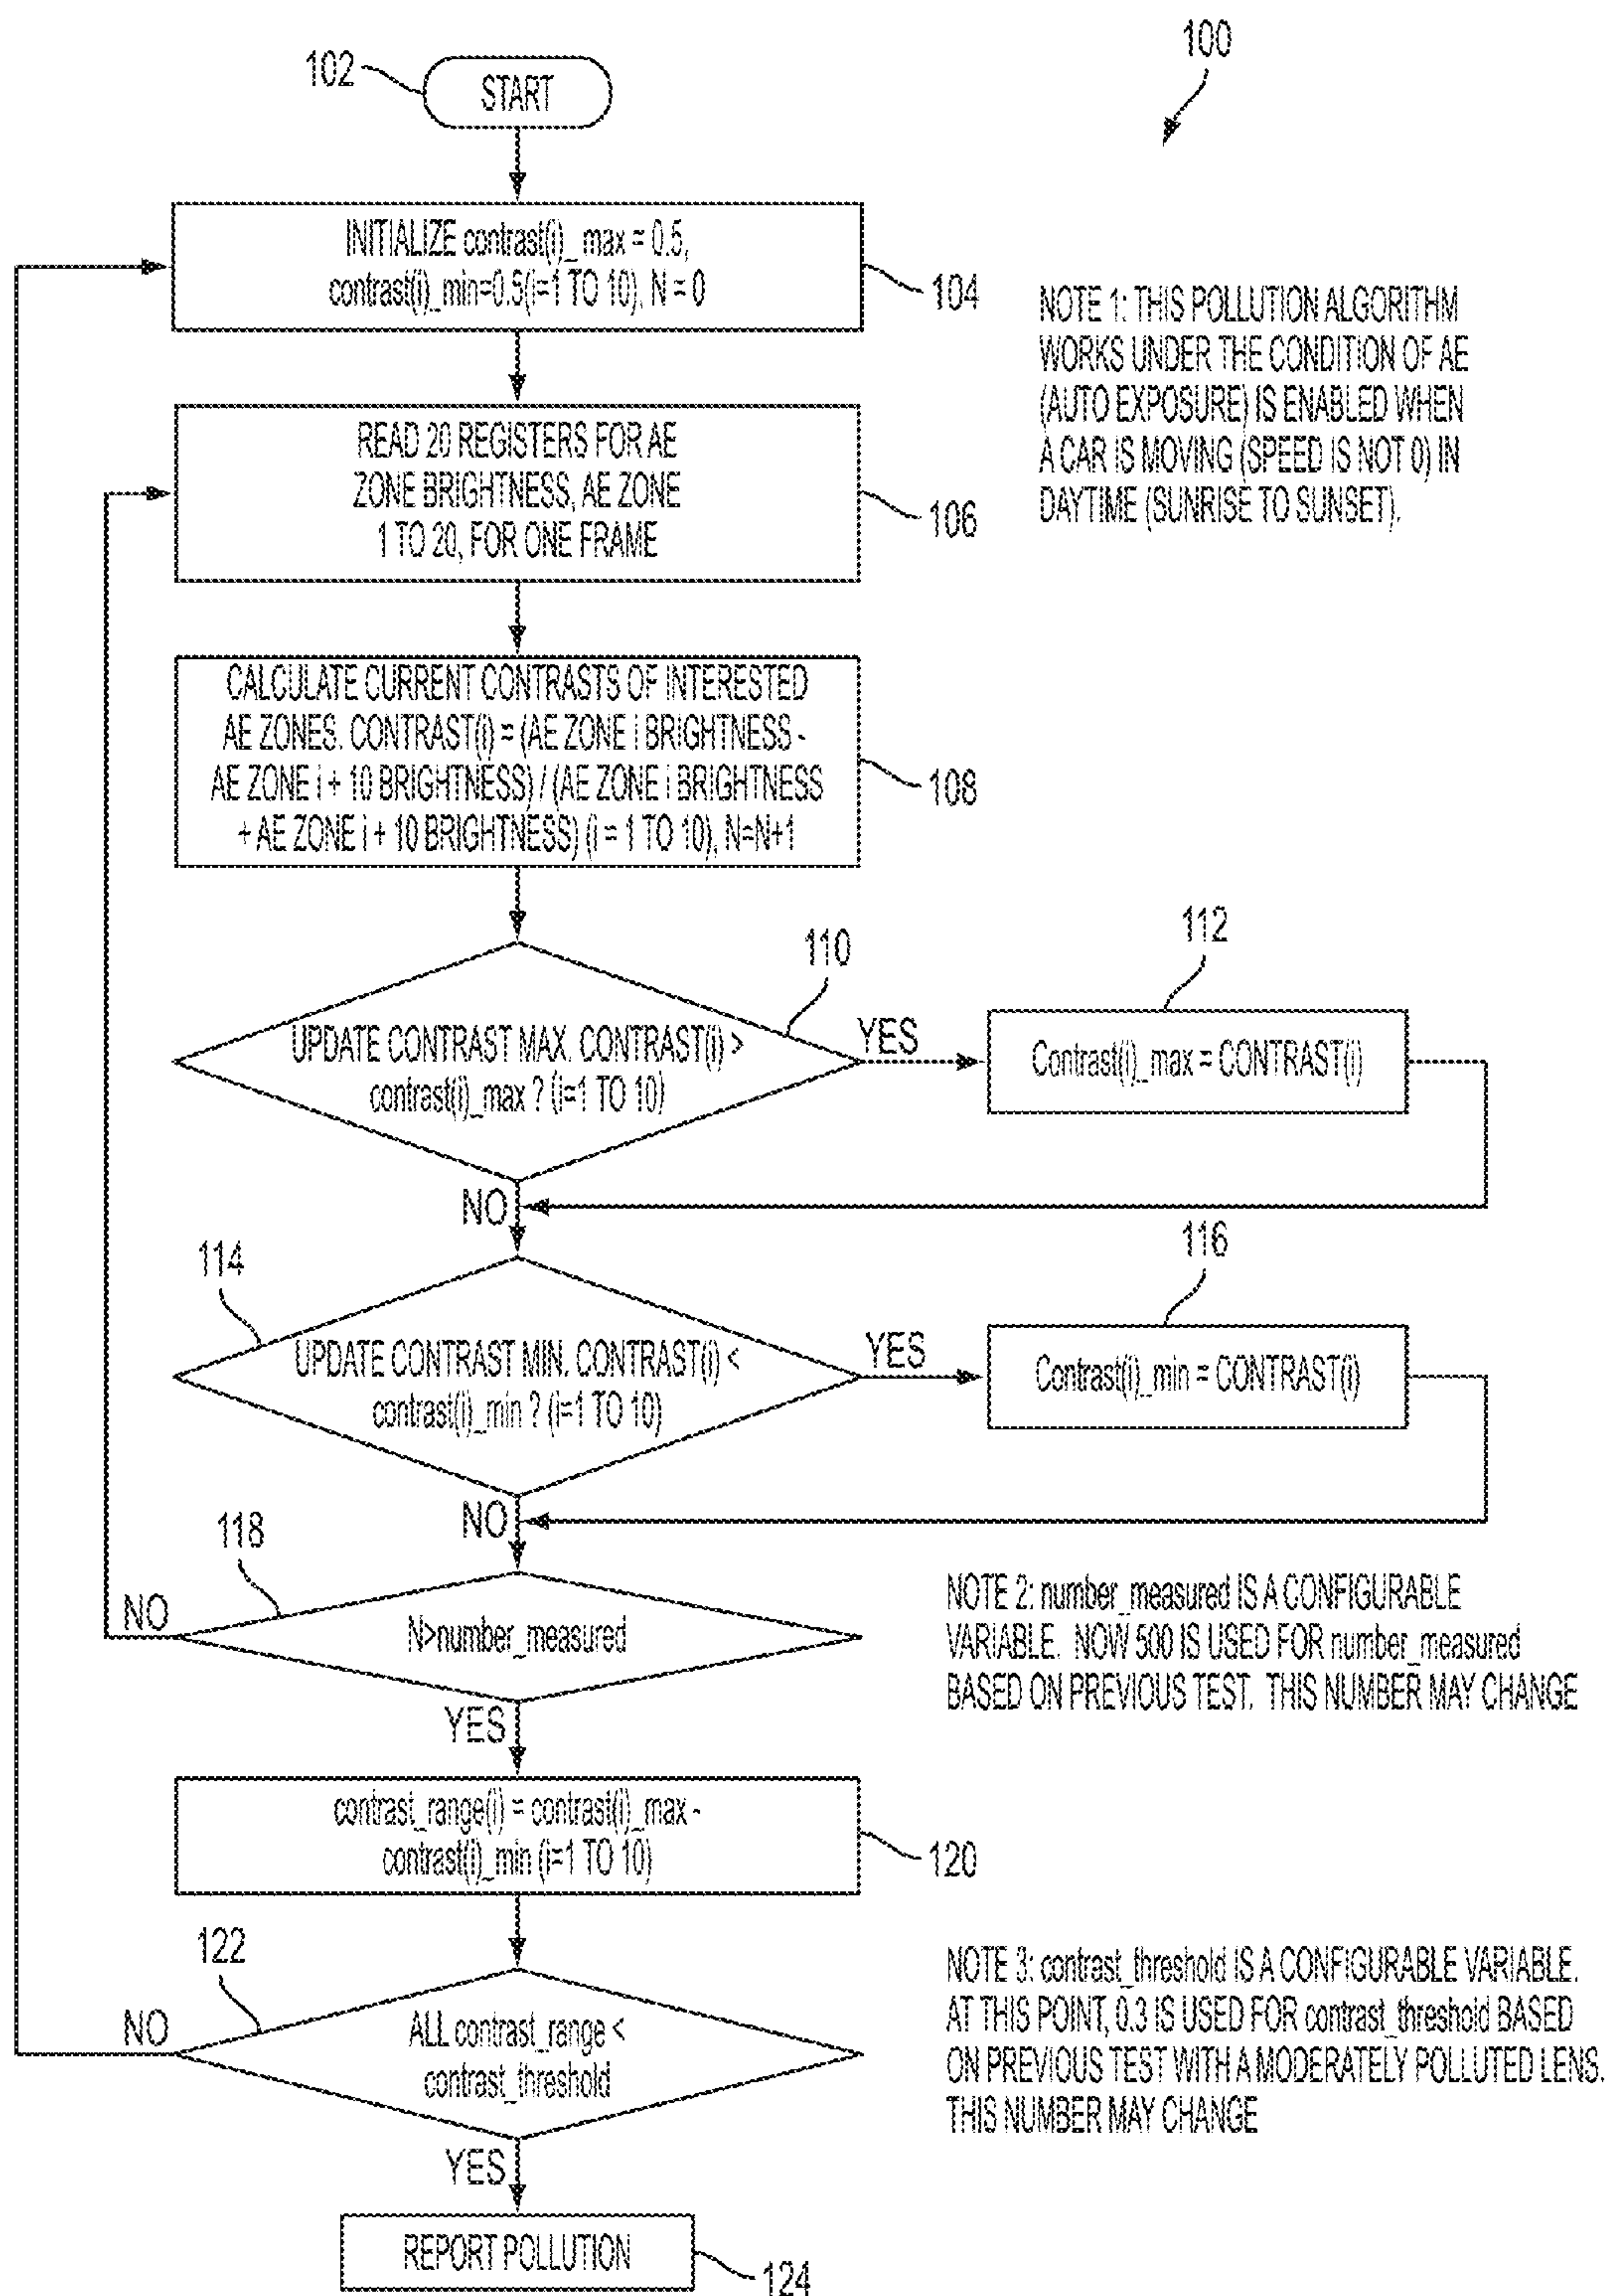 100
102
START
INITIALIZE contrast(i)_max = 0.5,
contrast(i)_min=0.5(i=1 TO 10), N = 0
104
NOTE 1: THIS POLLUTION ALGORITHM
WORKS UNDER THE CONDITION OF AE
(AUTO EXPOSURE) IS ENABLED WHEN
A CAR IS MOVING (SPEED IS NOT 0) IN
DAYTIME (SUNRISE TO SUNSET).
READ 20 REGISTERS FOR AE
ZONE BRIGHTNESS, AE ZONE
1 TO 20, FOR ONE FRAME
106
CALCULATE CURRENT CONTRASTS OF INTERESTED
AE ZONES. CONTRAST(i) = (AE ZONE i BRIGHTNESS -
AE ZONE i + 10 BRIGHTNESS) / (AE ZONE i BRIGHTNESS
+ AE ZONE i + 10 BRIGHTNESS) (i = 1 TO 10), N=N+1
108
110
UPDATE CONTRAST MAX. CONTRAST(i) >
contrast(i)_max ? (i=1 TO 10)
YES
112
Contrast(i)_max = CONTRAST(i)
NO
114
UPDATE CONTRAST MIN. CONTRAST(i) <
contrast(i)_min ? (i=1 TO 10)
YES
116
Contrast(i)_min = CONTRAST(i)
NO
118
NO
N>number_measured
YES
NOTE 2: number_measured IS A CONFIGURABLE
VARIABLE. NOW 500 IS USED FOR number_measured
BASED ON PREVIOUS TEST. THIS NUMBER MAY CHANGE
contrast_range(i) = contrast(i)_max -
contrast(i)_min (i=1 TO 10)
120
122
NO
ALL contrast_range <
contrast_threshold
YES
NOTE 3: contrast_threshold IS A CONFIGURABLE VARIABLE.
AT THIS POINT, 0.3 IS USED FOR contrast_threshold BASED
ON PREVIOUS TEST WITH A MODERATELY POLLUTED LENS.
THIS NUMBER MAY CHANGE
REPORT POLLUTION
124